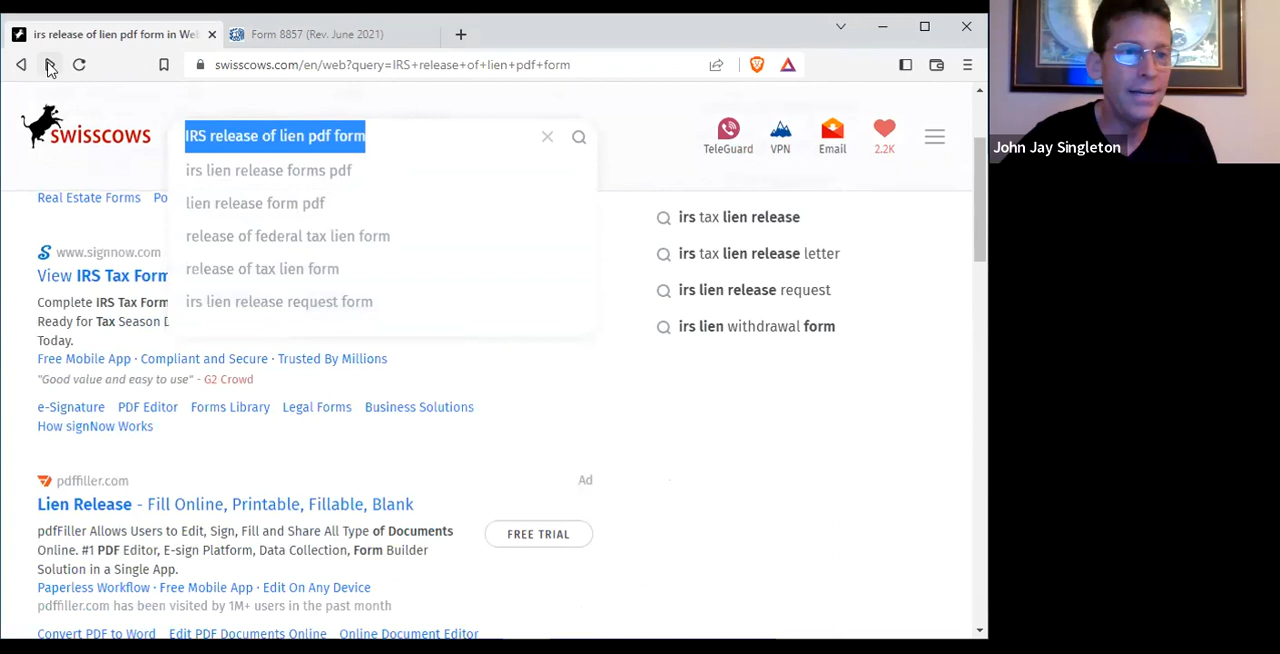 irs release of lien pdf form in Web
Form 8857 (Rev. June 2021)
swisscows.com/en/web?query=IRS+release+of+lien+pdf+form
swisscows
IRS release of lien pdf form
TeleGuard
VPN
Email
2.2K
irs lien release forms pdf
lien release form pdf
release of federal tax lien form
release of tax lien form
irs lien release request form
Real Estate Forms Po
www.signnow.com
View IRS Tax Form
Complete IRS Tax Form
Ready for Tax Season D
Today.
Free Mobile App · Compliant and Secure · Trusted By Millions
"Good value and easy to use" - G2 Crowd
e-Signature PDF Editor Forms Library Legal Forms Business Solutions
How signNow Works
pdffiller.com
Ad
Lien Release - Fill Online, Printable, Fillable, Blank
pdfFiller Allows Users to Edit, Sign, Fill and Share All Type of Documents
Online. #1 PDF Editor, E-sign Platform, Data Collection, Form Builder
Solution in a Single App.
FREE TRIAL
Paperless Workflow · Free Mobile App · Edit On Any Device
pdffiller.com has been visited by 1M+ users in the past month
Convert PDF to Word Edit PDF Documents Online Online Document Editor
irs tax lien release
irs tax lien release letter
irs lien release request
irs lien withdrawal form
John Jay Singleton